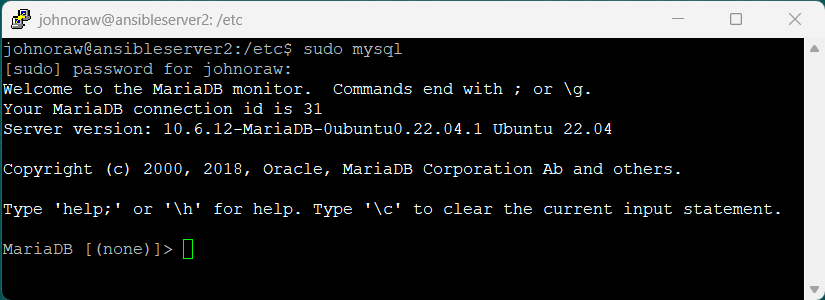 johnoraw@ansibleserver2: /etc
johnoraw@ansibleserver2:/etc$ sudo mysql
[sudo] password for johnoraw:
Welcome to the MariaDB monitor.  Commands end with ; or \g.
Your MariaDB connection id is 31
Server version: 10.6.12-MariaDB-0ubuntu0.22.04.1 Ubuntu 22.04
Copyright (c) 2000, 2018, Oracle, MariaDB Corporation Ab and others.
Type 'help;' or '\h' for help. Type '\c' to clear the current input statement.
MariaDB [(none)]>